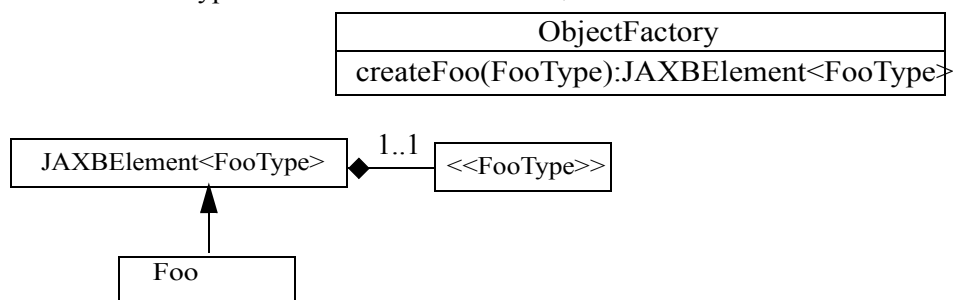 ObjectFactory
createFoo(FooType):JAXBElement<FooType>
1..1
JAXBElement<FooType>
<<FooType>>
Foo